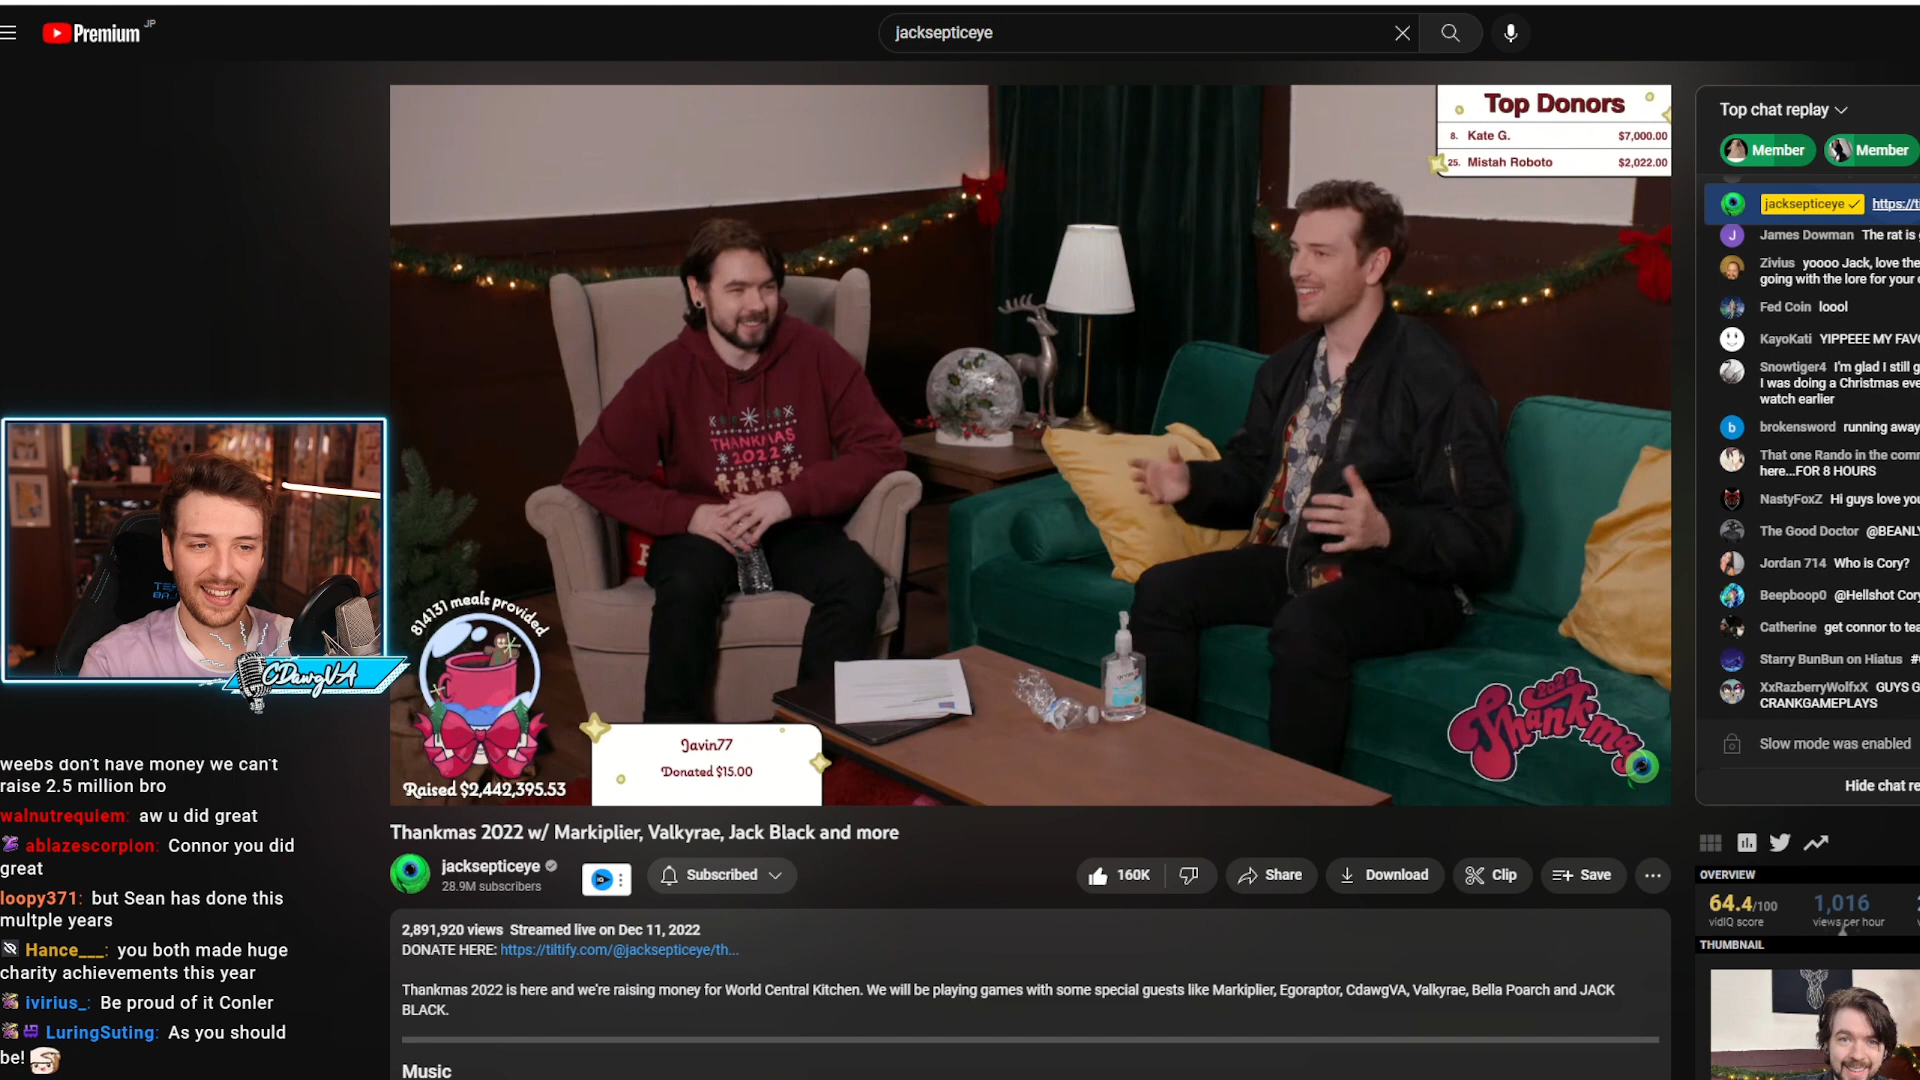 Premium JP
jacksepticeye
Top Donors
8. Kate G. $7,000.00
25. Mistah Roboto $2,022.00
THANKMAS
2022
814131 meals provided
Raised $2,442,395.53
Javin77
Donated $15.00
2022
Thankmas
CDawgVA
weebs don't have money we can't
raise 2.5 million bro
walnutrequiem: aw u did great
ablazescorpion: Connor you did
great
loopy371: but Sean has done this
multple years
Hance___: you both made huge
charity achievements this year
ivirius_: Be proud of it Conler
LuringSuting: As you should
be!
Thankmas 2022 w/ Markiplier, Valkyrae, Jack Black and more
jacksepticeye
28.9M subscribers
Subscribed
160K
Share
Download
Clip
Save
2,891,920 views Streamed live on Dec 11, 2022
DONATE HERE: https://tiltify.com/@jacksepticeye/th...
Thankmas 2022 is here and we're raising money for World Central Kitchen. We will be playing games with some special guests like Markiplier, Egoraptor, CdawgVA, Valkyrae, Bella Poarch and JACK
BLACK.
Music
Top chat replay
Member
Member
jacksepticeye https://ti
James Dowman The rat is
Zivius yoooo Jack, love the
going with the lore for your
Fed Coin loool
KayoKati YIPPEEE MY FAV
Snowtiger4 I'm glad I still g
I was doing a Christmas eve
watch earlier
b
brokensword running away
That one Rando in the com
here...FOR 8 HOURS
NastyFoxZ Hi guys love you
The Good Doctor @BEANLY
Jordan 714 Who is Cory?
Beepboop0 @Hellshot Cory
Catherine get connor to tea
Starry BunBun on Hiatus #
XxRazberryWolfxX GUYS G
CRANKGAMEPLAYS
Slow mode was enabled
Hide chat re
OVERVIEW
64.4/100 1,016
vidIQ score views per hour
THUMBNAIL